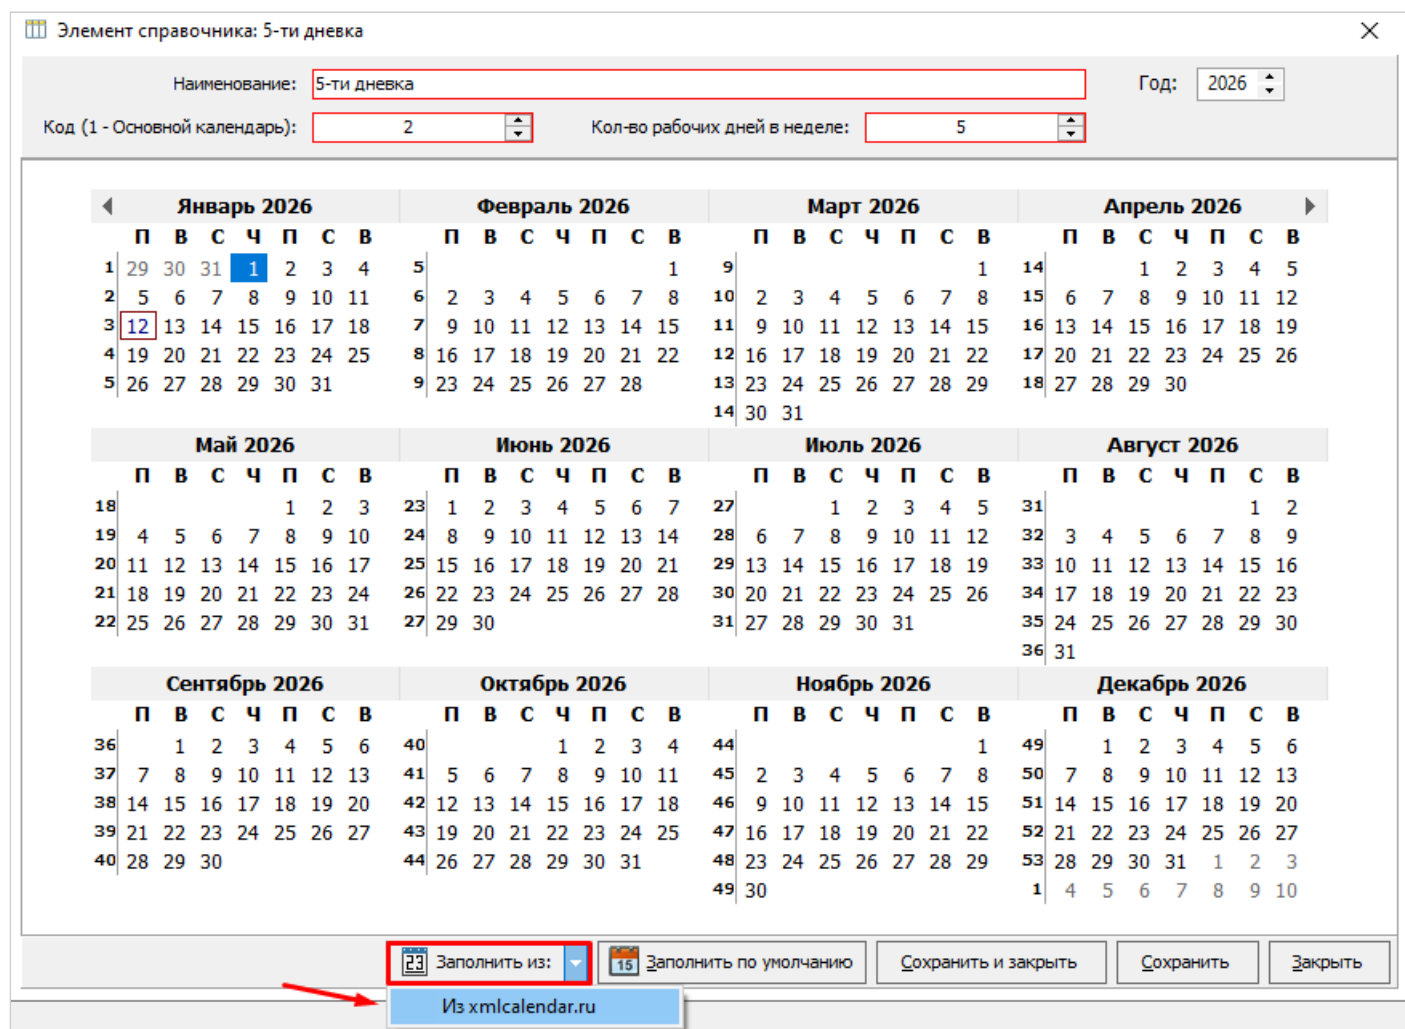 Элемент справочника: 5-ти дневка
Наименование: 5-ти дневка Год: 2026
Код (1 - Основной календарь): 2 Кол-во рабочих дней в неделе: 5
Январь 2026 Февраль 2026 Март 2026 Апрель 2026
П В С Ч П С В П В С Ч П С В П В С Ч П С В П В С Ч П С В
1 29 30 31 1 2 3 4 5 1 9 1 14 1 2 3 4 5
2 5 6 7 8 9 10 11 6 2 3 4 5 6 7 8 10 2 3 4 5 6 7 8 15 6 7 8 9 10 11 12
3 12 13 14 15 16 17 18 7 9 10 11 12 13 14 15 11 9 10 11 12 13 14 15 16 13 14 15 16 17 18 19
4 19 20 21 22 23 24 25 8 16 17 18 19 20 21 22 12 16 17 18 19 20 21 22 17 20 21 22 23 24 25 26
5 26 27 28 29 30 31 9 23 24 25 26 27 28 13 23 24 25 26 27 28 29 18 27 28 29 30
14 30 31
Май 2026 Июнь 2026 Июль 2026 Август 2026
П В С Ч П С В П В С Ч П С В П В С Ч П С В П В С Ч П С В
18 1 2 3 23 1 2 3 4 5 6 7 27 1 2 3 4 5 31 1 2
19 4 5 6 7 8 9 10 24 8 9 10 11 12 13 14 28 6 7 8 9 10 11 12 32 3 4 5 6 7 8 9
20 11 12 13 14 15 16 17 25 15 16 17 18 19 20 21 29 13 14 15 16 17 18 19 33 10 11 12 13 14 15 16
21 18 19 20 21 22 23 24 26 22 23 24 25 26 27 28 30 20 21 22 23 24 25 26 34 17 18 19 20 21 22 23
22 25 26 27 28 29 30 31 27 29 30 31 27 28 29 30 31 35 24 25 26 27 28 29 30
36 31
Сентябрь 2026 Октябрь 2026 Ноябрь 2026 Декабрь 2026
П В С Ч П С В П В С Ч П С В П В С Ч П С В П В С Ч П С В
36 1 2 3 4 5 6 40 1 2 3 4 44 1 49 1 2 3 4 5 6
37 7 8 9 10 11 12 13 41 5 6 7 8 9 10 11 45 2 3 4 5 6 7 8 50 7 8 9 10 11 12 13
38 14 15 16 17 18 19 20 42 12 13 14 15 16 17 18 46 9 10 11 12 13 14 15 51 14 15 16 17 18 19 20
39 21 22 23 24 25 26 27 43 19 20 21 22 23 24 25 47 16 17 18 19 20 21 22 52 21 22 23 24 25 26 27
40 28 29 30 44 26 27 28 29 30 31 48 23 24 25 26 27 28 29 53 28 29 30 31 1 2 3
49 30 1 4 5 6 7 8 9 10
23 Заполнить из: 15 Заполнить по умолчанию Сохранить и закрыть Сохранить Закрыть
Из xmlcalendar.ru